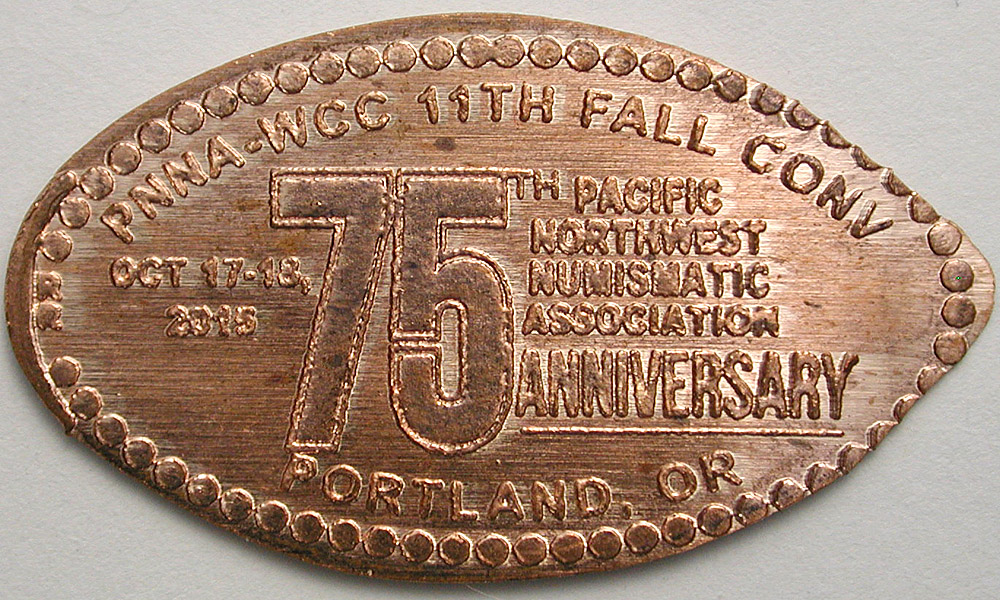 PNNA-WCC 11TH FALL CONV
OCT 17-18,
2015
75TH PACIFIC
NORTHWEST
NUMISMATIC
ASSOCIATION
ANNIVERSARY
PORTLAND, OR